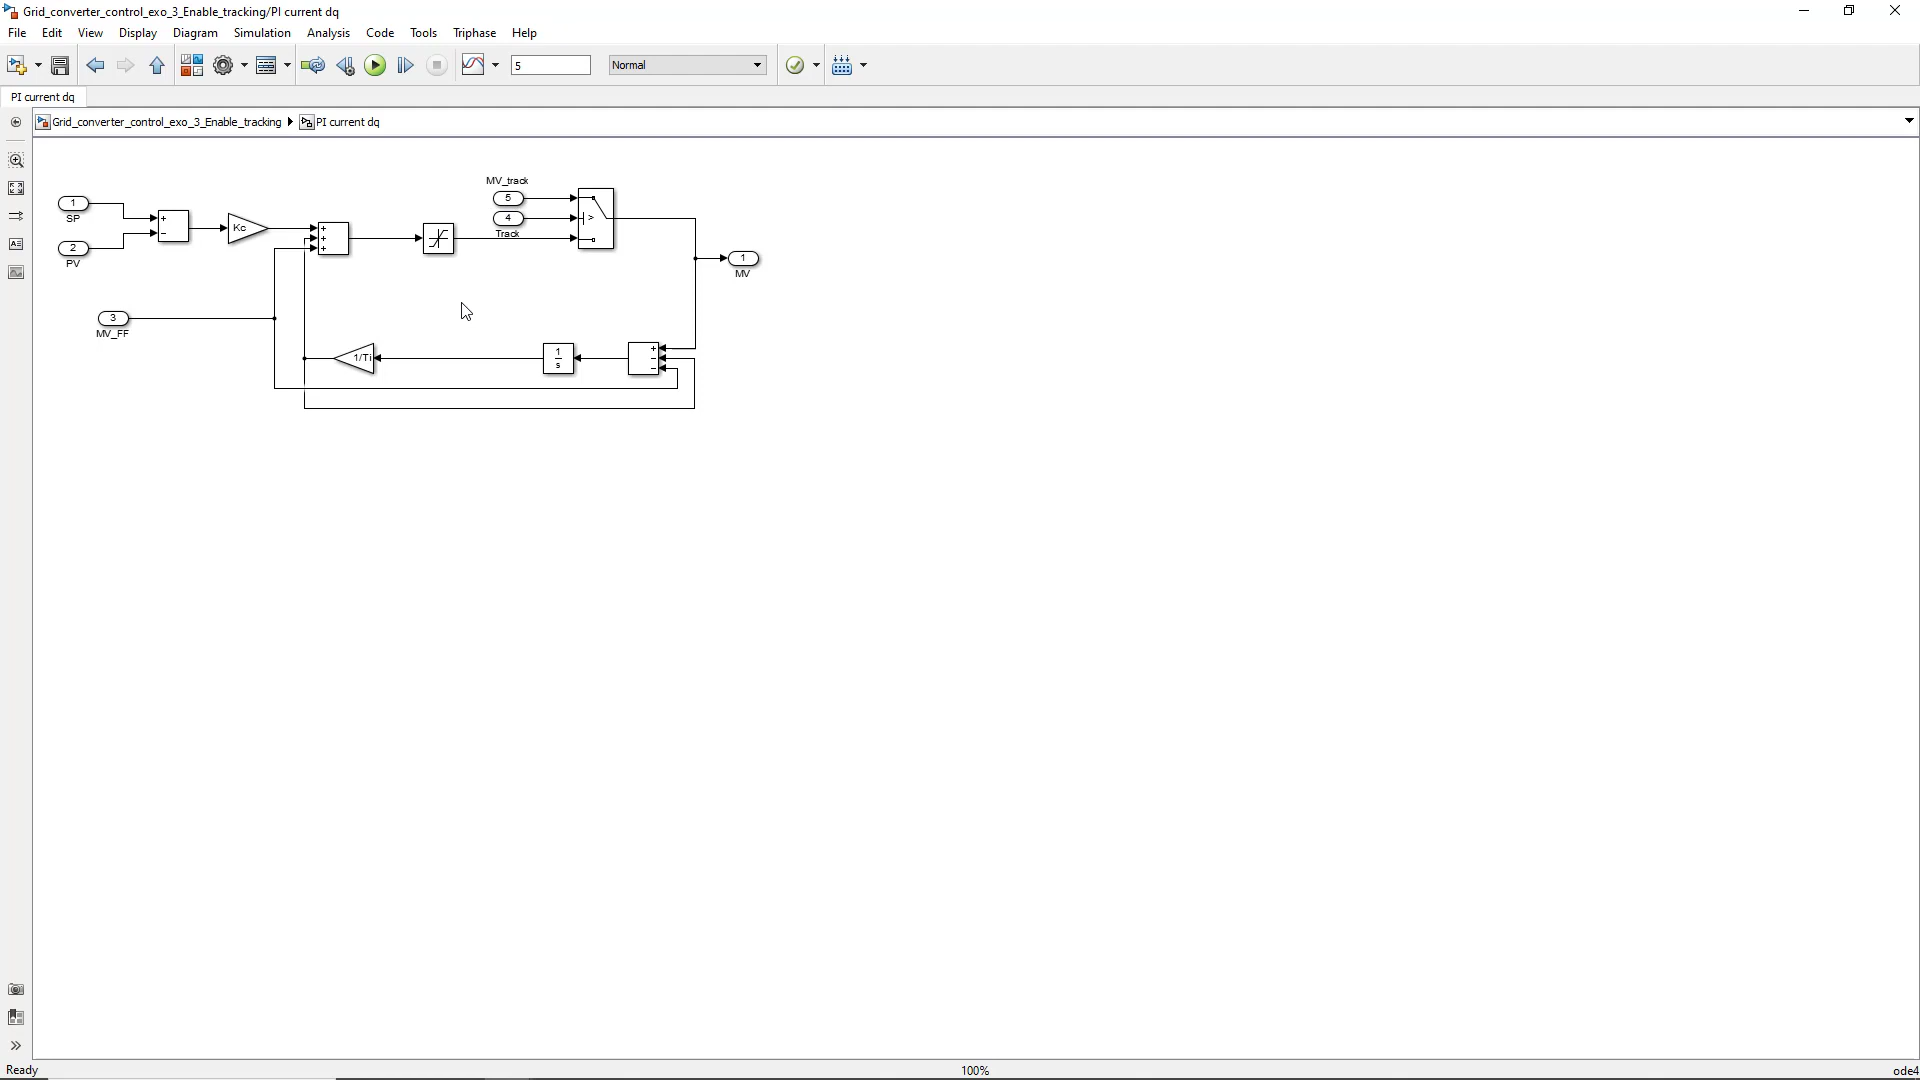 Grid_converter_control_exo_3_Enable_tracking/PI current dq
File Edit View Display Diagram Simulation Analysis Code Tools Triphase Help
5 Normal
PI current dq
Grid_converter_control_exo_3_Enable_tracking PI current dq
MV_track
5
1
SP
Kc
+
−
+
+
+
4
Track
>
2
PV
1
MV
3
MV_FF
1/Ti
1
s
+
−
−
Ready 100% ode4